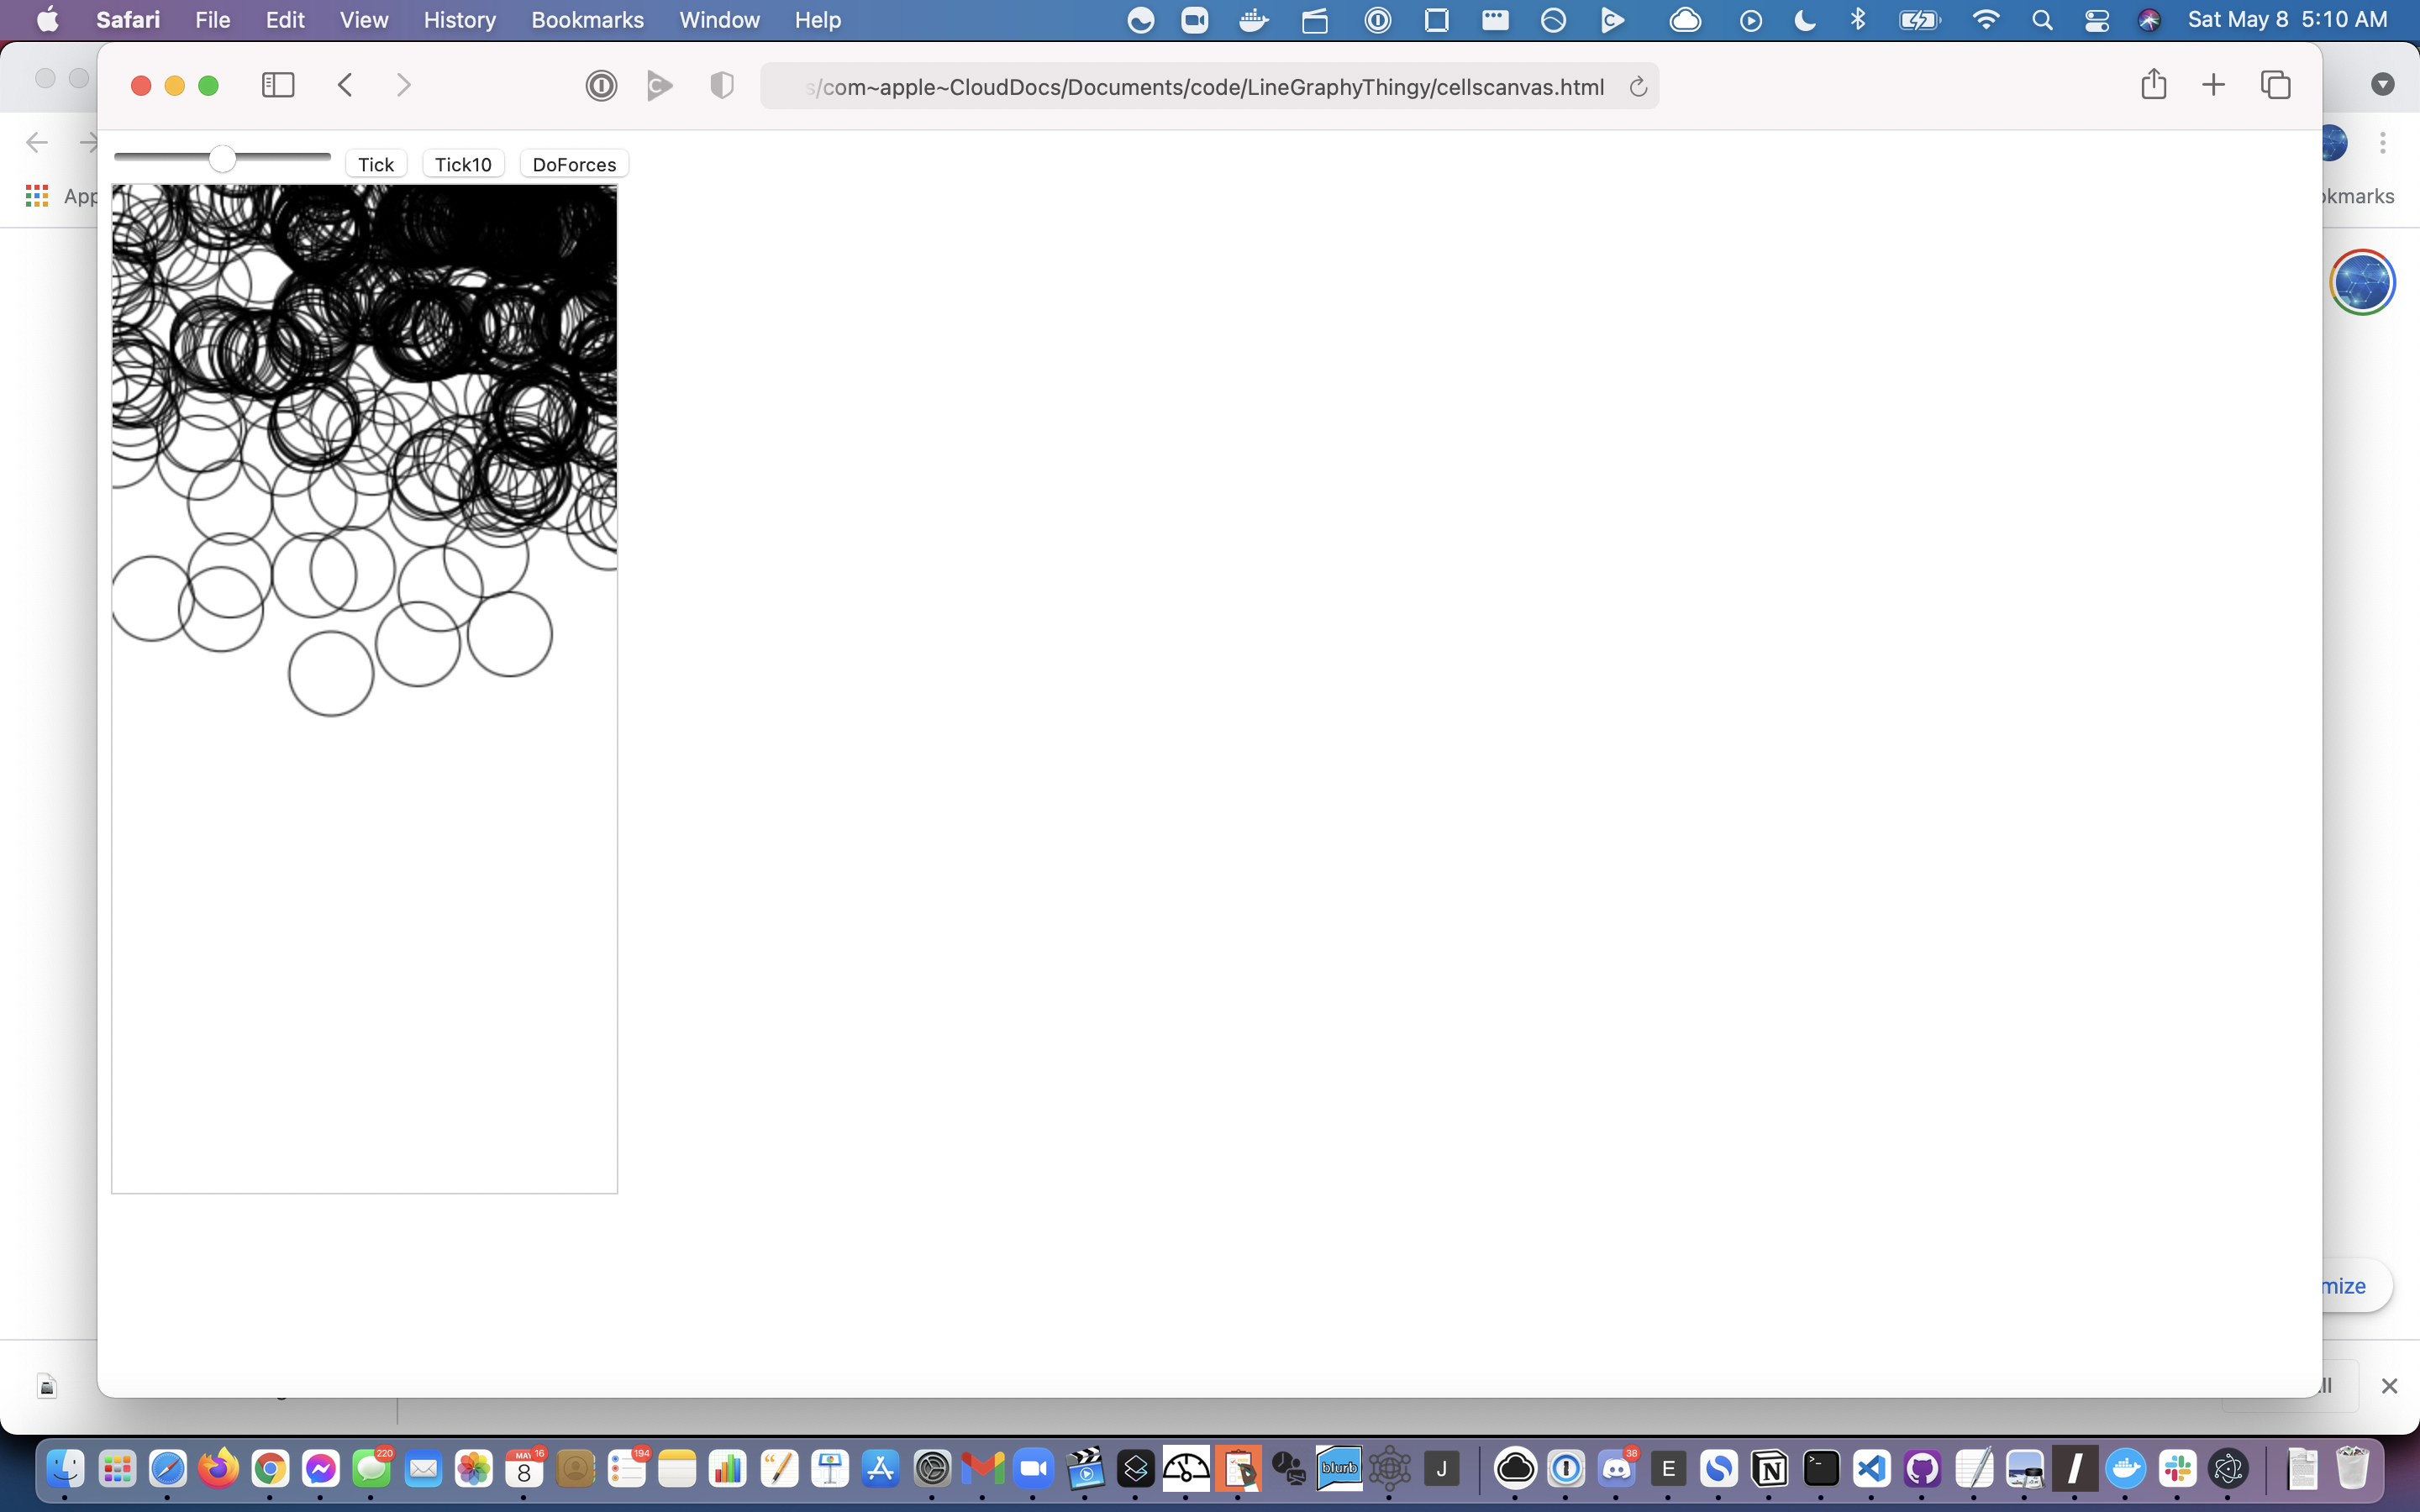 Safari File Edit View History Bookmarks Window Help Sat May 8 5:10 AM
s/com~apple~CloudDocs/Documents/code/LineGraphyThingy/cellscanvas.html
Tick Tick10 DoForces
App
kmarks
mize
ll
220 MAY 16 8 194 blurb J 38 E